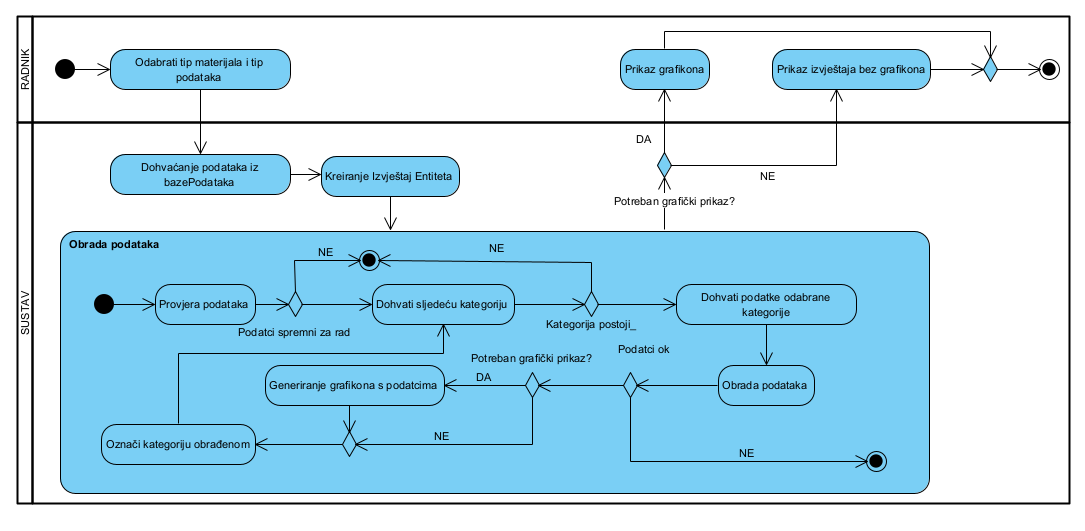 RADNIK
Odabrati tip materijala i tip
podataka
Prikaz grafikona
Prikaz izvještaja bez grafikona
SUSTAV
DA
NE
Dohvaćanje podataka iz
bazePodataka
Kreiranje Izvještaj Entiteta
Potreban grafički prikaz?
Obrada podataka
NE
NE
Provjera podataka
Dohvati sljedeću kategoriju
Dohvati podatke odabrane
kategorije
Podatci spremni za rad
Kategorija postoji_
Potreban grafički prikaz?
Podatci ok
Generiranje grafikona s podatcima
DA
Obrada podataka
Označi kategoriju obrađenom
NE
NE